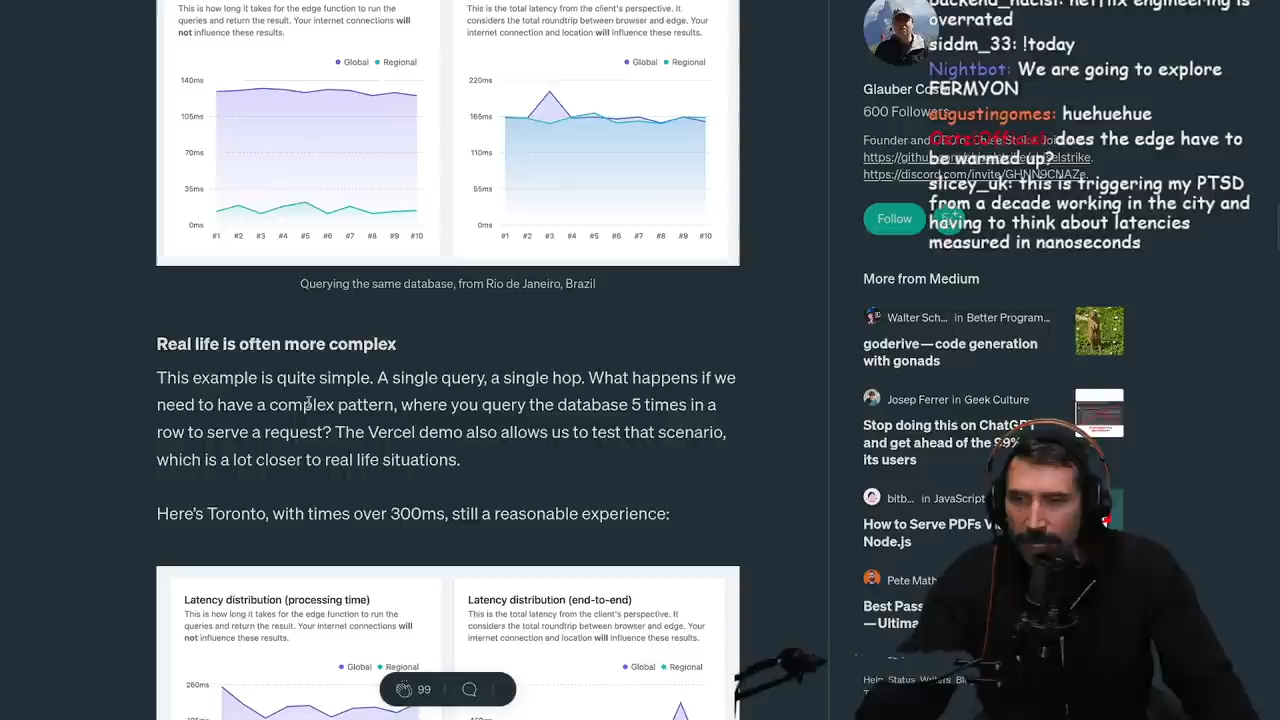 This is how long it takes for the edge function to run the
queries and return the result. Your internet connections will
not influence these results.
Global Regional
140ms
105ms
70ms
35ms
0ms
#1 #2 #3 #4 #5 #6 #7 #8 #9 #10
This is the total latency from the client's perspective. It
considers the total roundtrip between browser and edge. Your
internet connection and location will influence these results.
Global Regional
220ms
165ms
110ms
55ms
0ms
#1 #2 #3 #4 #5 #6 #7 #8 #9 #10
Querying the same database, from Rio de Janeiro, Brazil
Real life is often more complex
This example is quite simple. A single query, a single hop. What happens if we
need to have a complex pattern, where you query the database 5 times in a
row to serve a request? The Vercel demo also allows us to test that scenario,
which is a lot closer to real life situations.
Here's Toronto, with times over 300ms, still a reasonable experience:
Latency distribution (processing time)
This is how long it takes for the edge function to run the
queries and return the result. Your internet connections will
not influence these results.
Global Regional
260ms
Latency distribution (end-to-end)
This is the total latency from the client's perspective. It
considers the total roundtrip between browser and edge. Your
internet connection and location will influence these results.
Global Regional
99
overrated
siddm_33: !today
Nightbot: We are going to explore
FERMYON
augustingomes: huehuehue
does the edge have to
be warmed up?
slicey_uk: this is triggering my PTSD
from a decade working in the city and
having to think about latencies
measured in nanoseconds
Glauber
600 Followers
Founder and
https://github
https://discord.com/invite/GHNN9CNAZe.
Follow
More from Medium
Walter Sch... in Better Program...
goderive—code generation
with gonads
Josep Ferrer in Geek Culture
Stop doing this on ChatGPT
and get ahead of the 99%
its users
bitb... in JavaScript
How to Serve PDFs
Node.js
Pete
Best
Help Status Writers